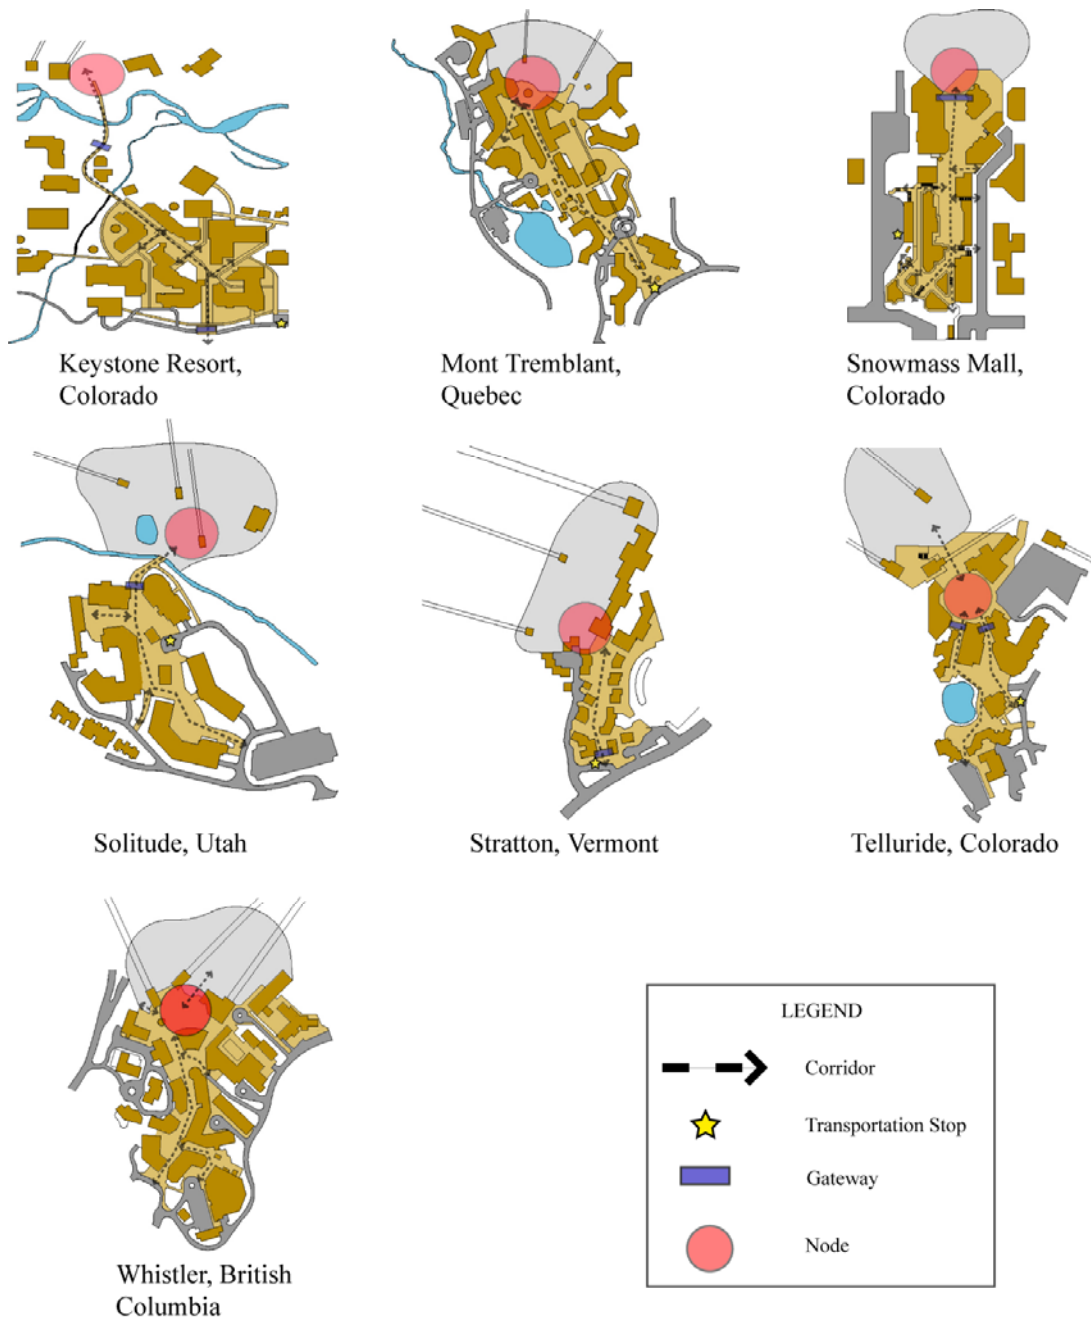 Keystone Resort,
Colorado
Mont Tremblant,
Quebec
Snowmass Mall,
Colorado
Solitude, Utah
Stratton, Vermont
Telluride, Colorado
Whistler, British
Columbia
LEGEND
Corridor
Transportation Stop
Gateway
Node